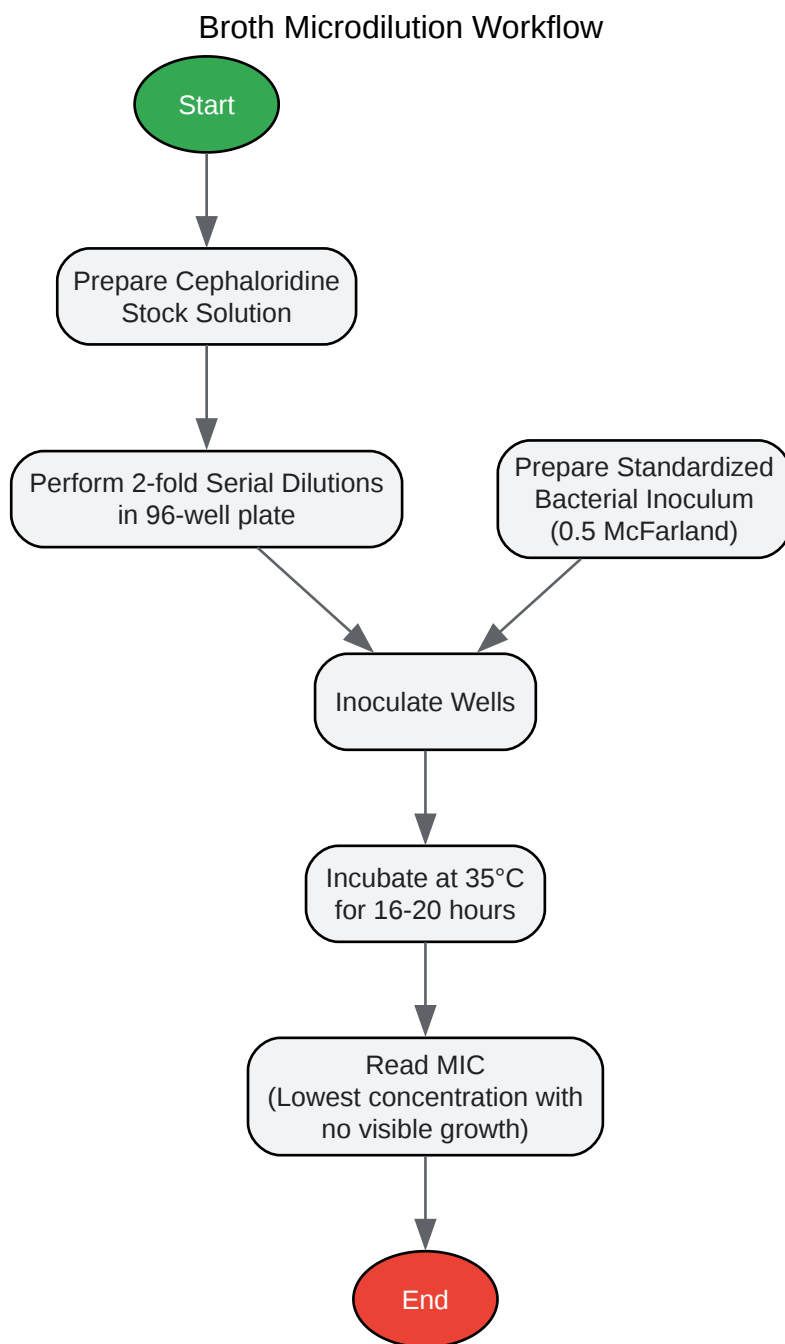 Broth Microdilution Workflow
Start
Prepare Cephaloridine
Stock Solution
Perform 2-fold Serial Dilutions
in 96-well plate
Prepare Standardized
Bacterial Inoculum
(0.5 McFarland)
Inoculate Wells
Incubate at 35°C
for 16-20 hours
Read MIC
(Lowest concentration with
no visible growth)
End